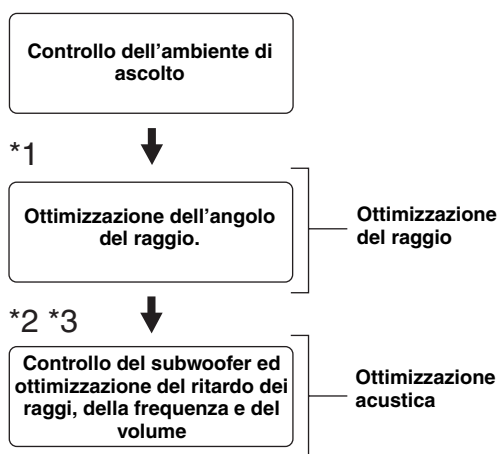 Controllo dell'ambiente di
ascolto
*1
Ottimizzazione dell'angolo
del raggio.
Ottimizzazione
del raggio
*2 *3
Controllo del subwoofer ed
ottimizzazione del ritardo dei
raggi, della frequenza e del
volume
Ottimizzazione
acustica